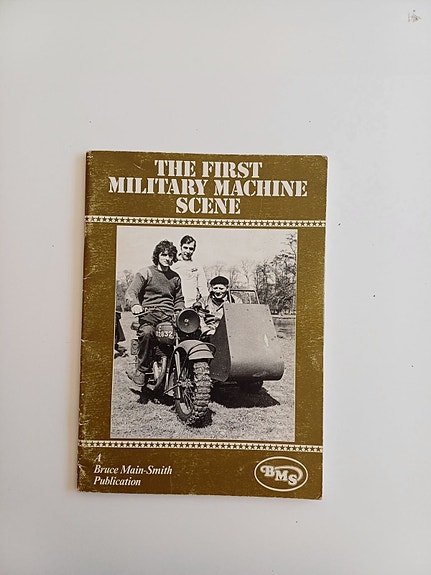 THE FIRST
MILITARY MACHINE
SCENE
A
Bruce Main-Smith
Publication
BMS